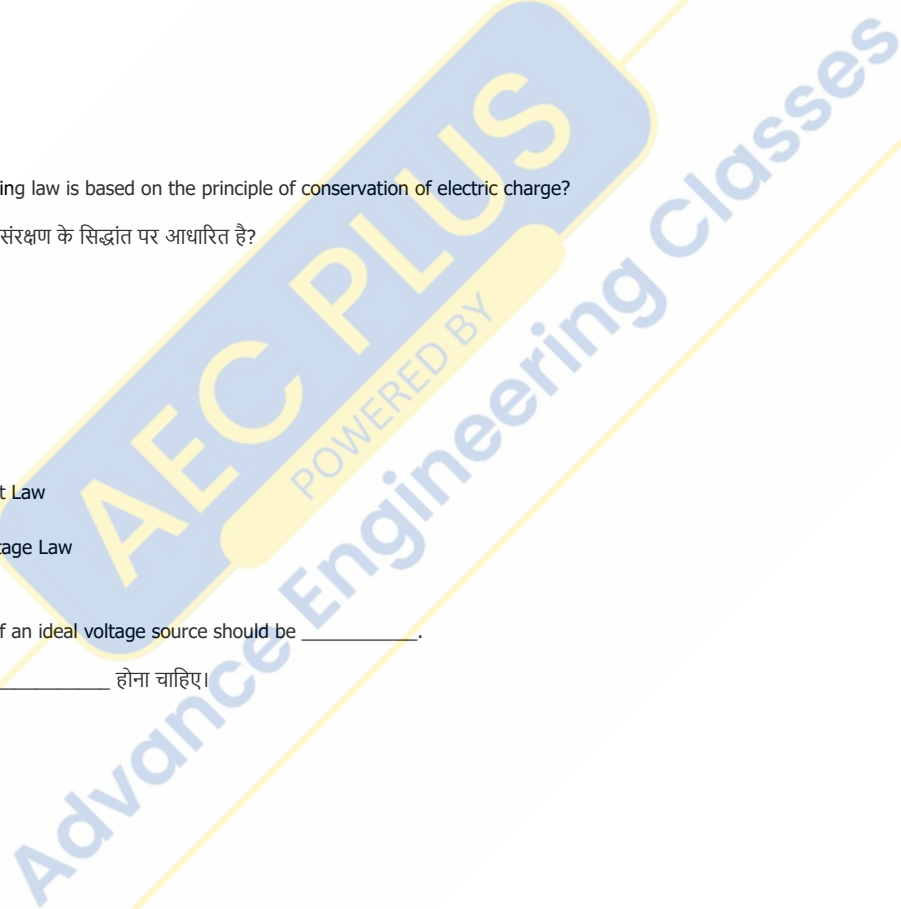 ing law is based on the principle of conservation of electric charge?
संरक्षण के सिद्धांत पर आधारित है?
t Law
tage Law
f an ideal voltage source should be ___________.
___________ होना चाहिए।
AEC PLUS
POWERED BY
Advance Engineering Classes